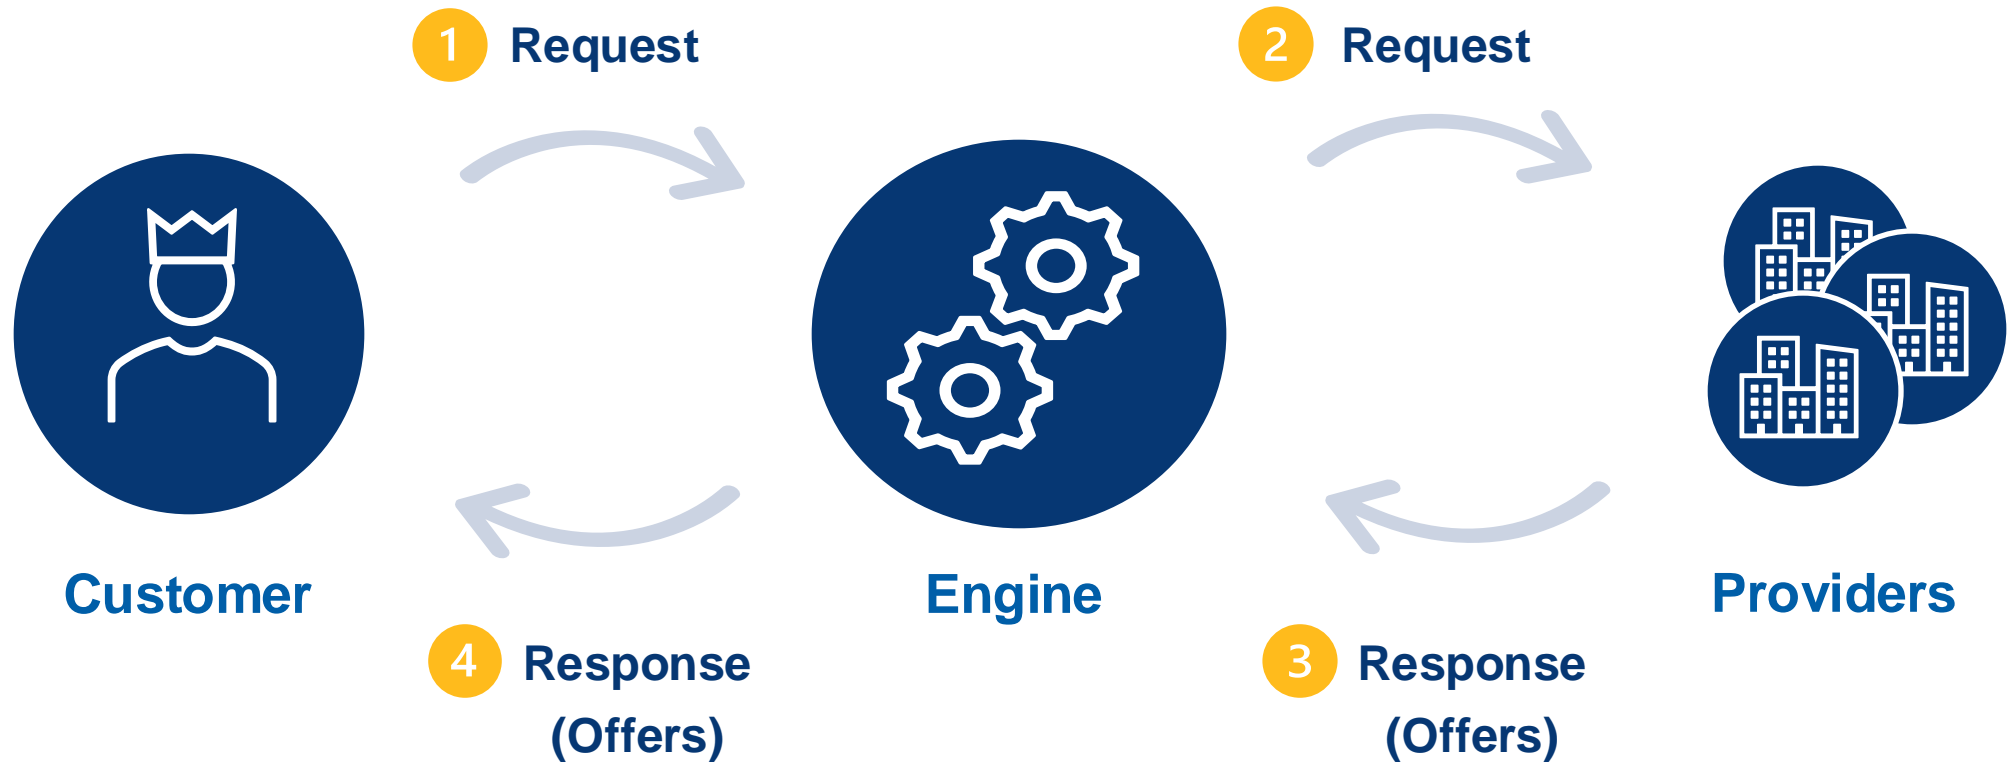 1 Request
2 Request
Customer
Engine
Providers
4 Response
(Offers)
3 Response
(Offers)